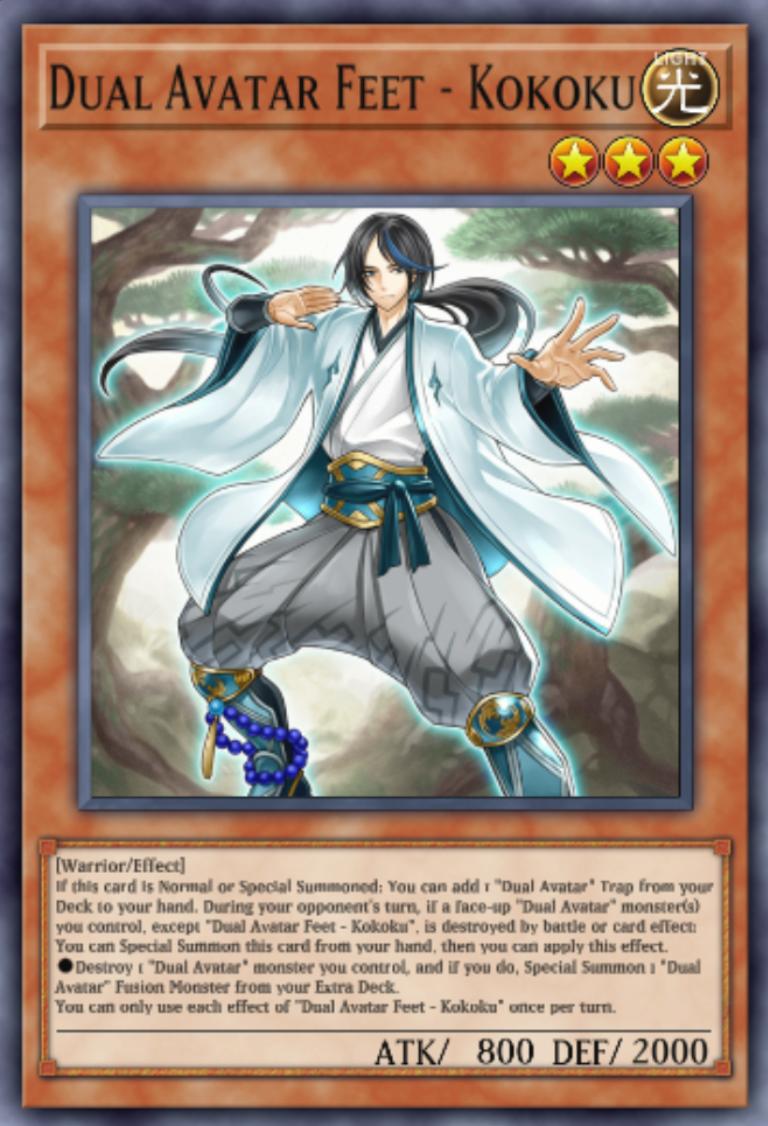 DUAL AVATAR FEET - KOKOKU
LIGHT
光
[Warrior/Effect]
If this card is Normal or Special Summoned: You can add 1 "Dual Avatar" Trap from your
Deck to your hand. During your opponent's turn, if a face-up "Dual Avatar" monster(s)
you control, except "Dual Avatar Feet - Kokoku", is destroyed by battle or card effect:
You can Special Summon this card from your hand, then you can apply this effect.
●Destroy 1 "Dual Avatar" monster you control, and if you do, Special Summon 1 "Dual
Avatar" Fusion Monster from your Extra Deck.
You can only use each effect of "Dual Avatar Feet - Kokoku" once per turn.
ATK/ 800 DEF/ 2000